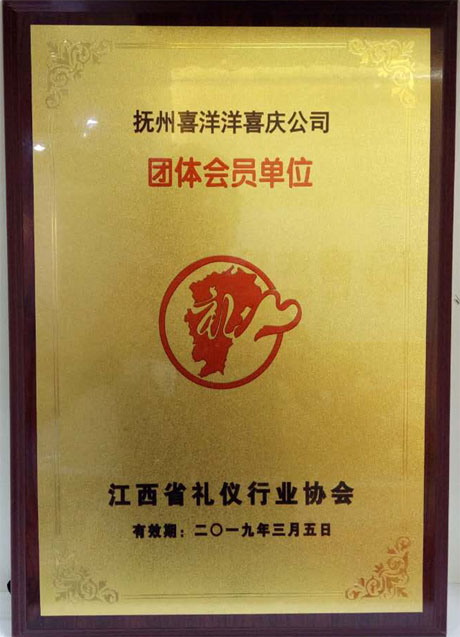 抚州喜洋洋喜庆公司
团体会员单位
礼
江西省礼仪行业协会
有效期：二〇一九年三月五日